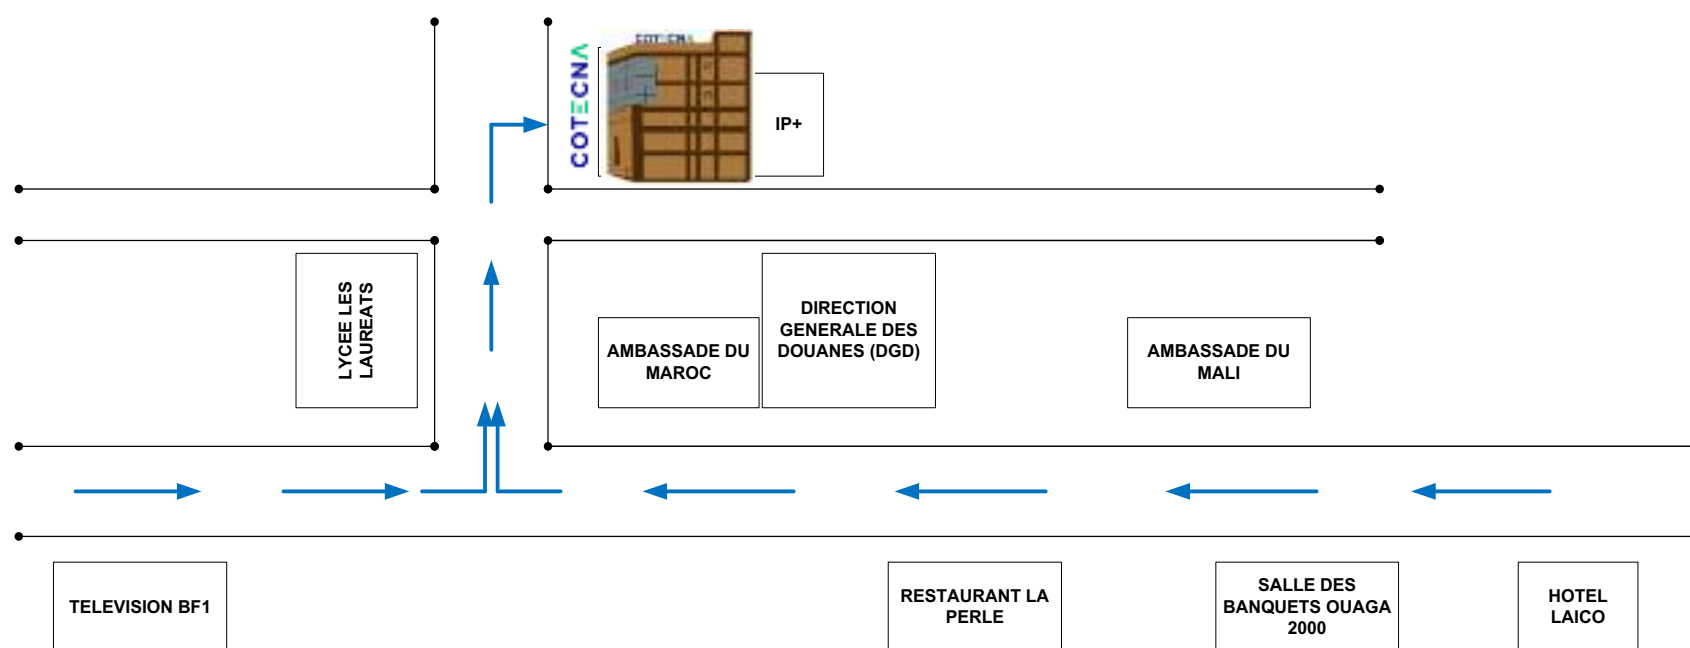 COTECNA
COTECNA
IP+
LYCEE LES
LAUREATS
AMBASSADE DU
MAROC
DIRECTION
GENERALE DES
DOUANES (DGD)
AMBASSADE DU
MALI
TELEVISION BF1
RESTAURANT LA
PERLE
SALLE DES
BANQUETS OUAGA
2000
HOTEL
LAICO